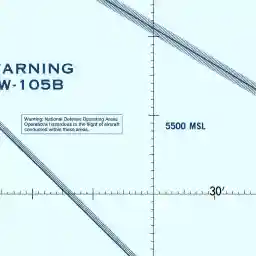 WARNING
W-105B
Warning: National Defense Operating Areas
Operations hazardous to the flight of aircraft
conducted within these areas.
5500 MSL
30'